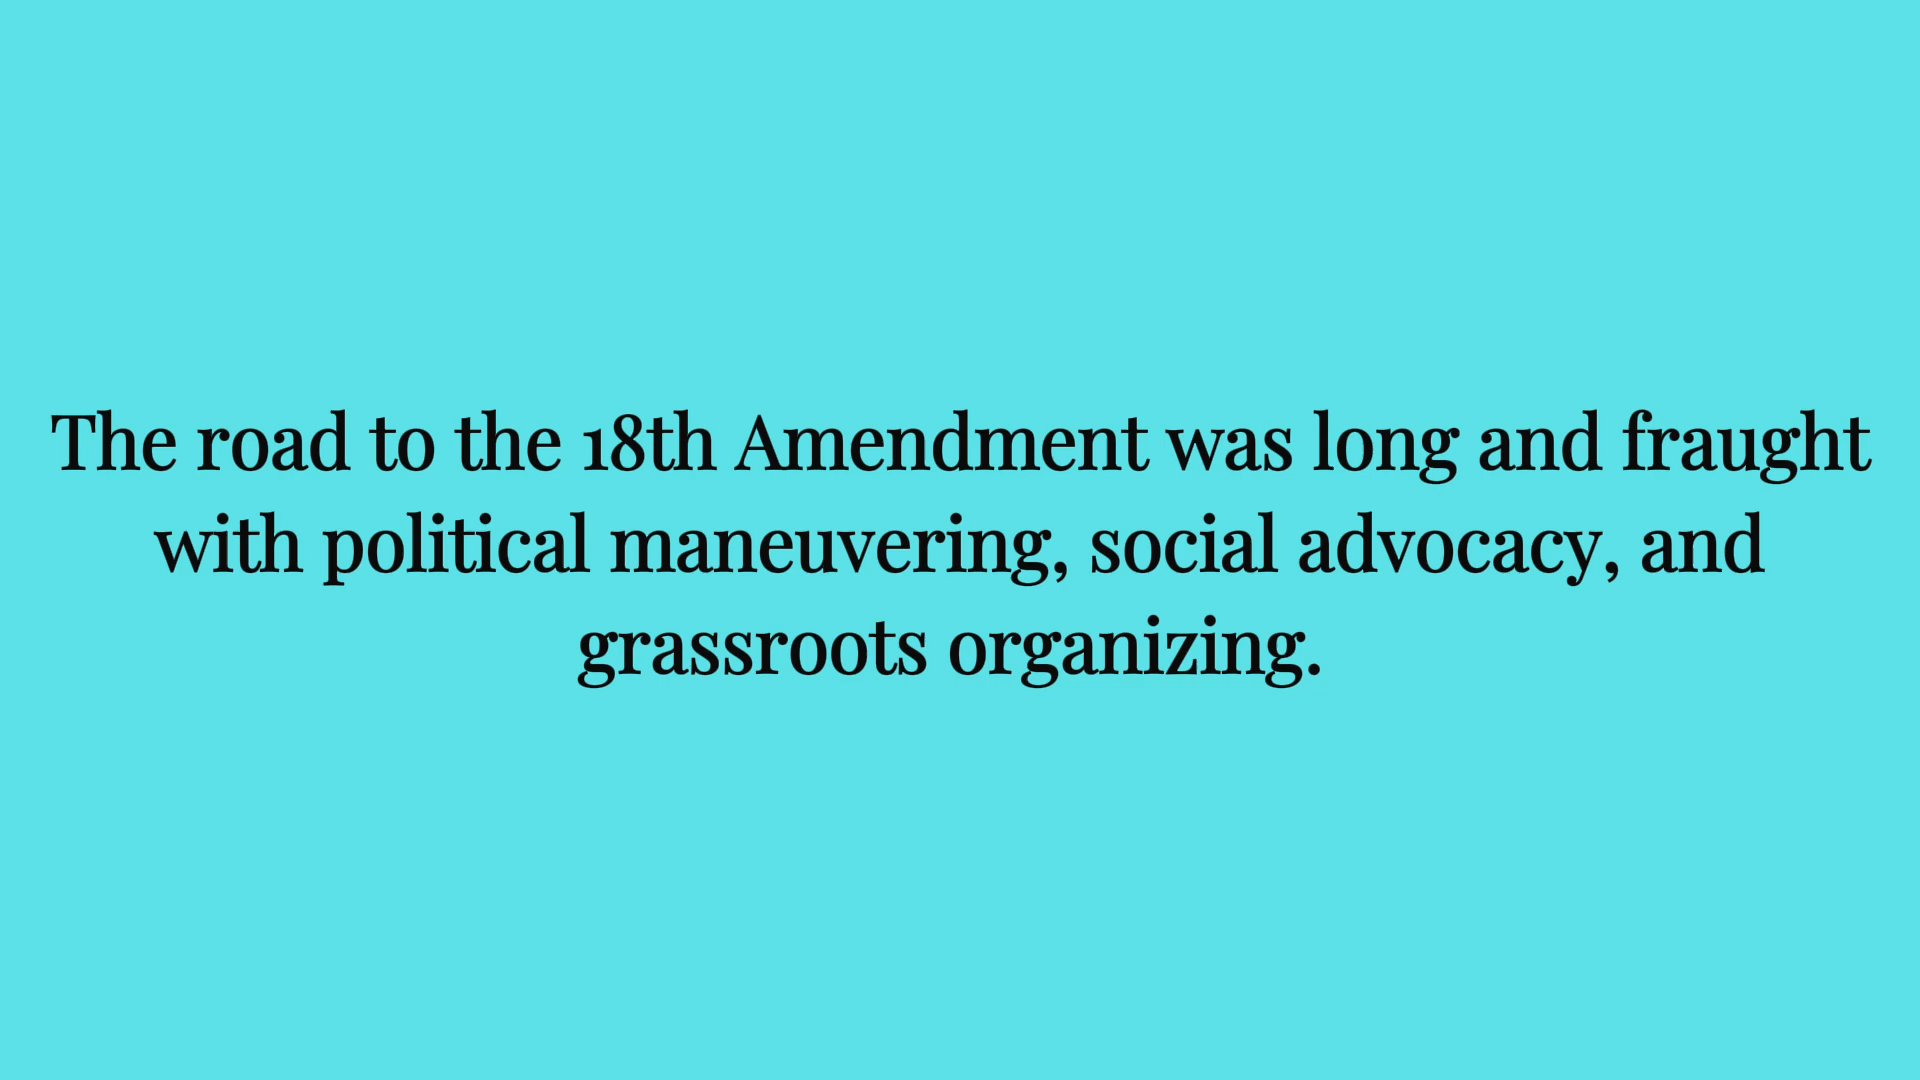 The road to the 18th Amendment was long and fraught
with political maneuvering, social advocacy, and
grassroots organizing.